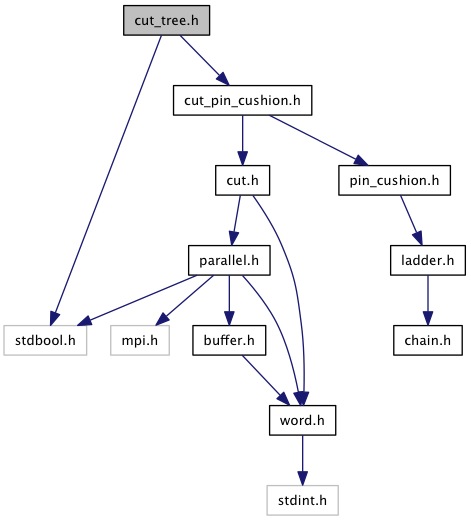 cut_tree.h
cut_pin_cushion.h
cut.h
pin_cushion.h
parallel.h
ladder.h
stdbool.h
mpi.h
buffer.h
chain.h
word.h
stdint.h